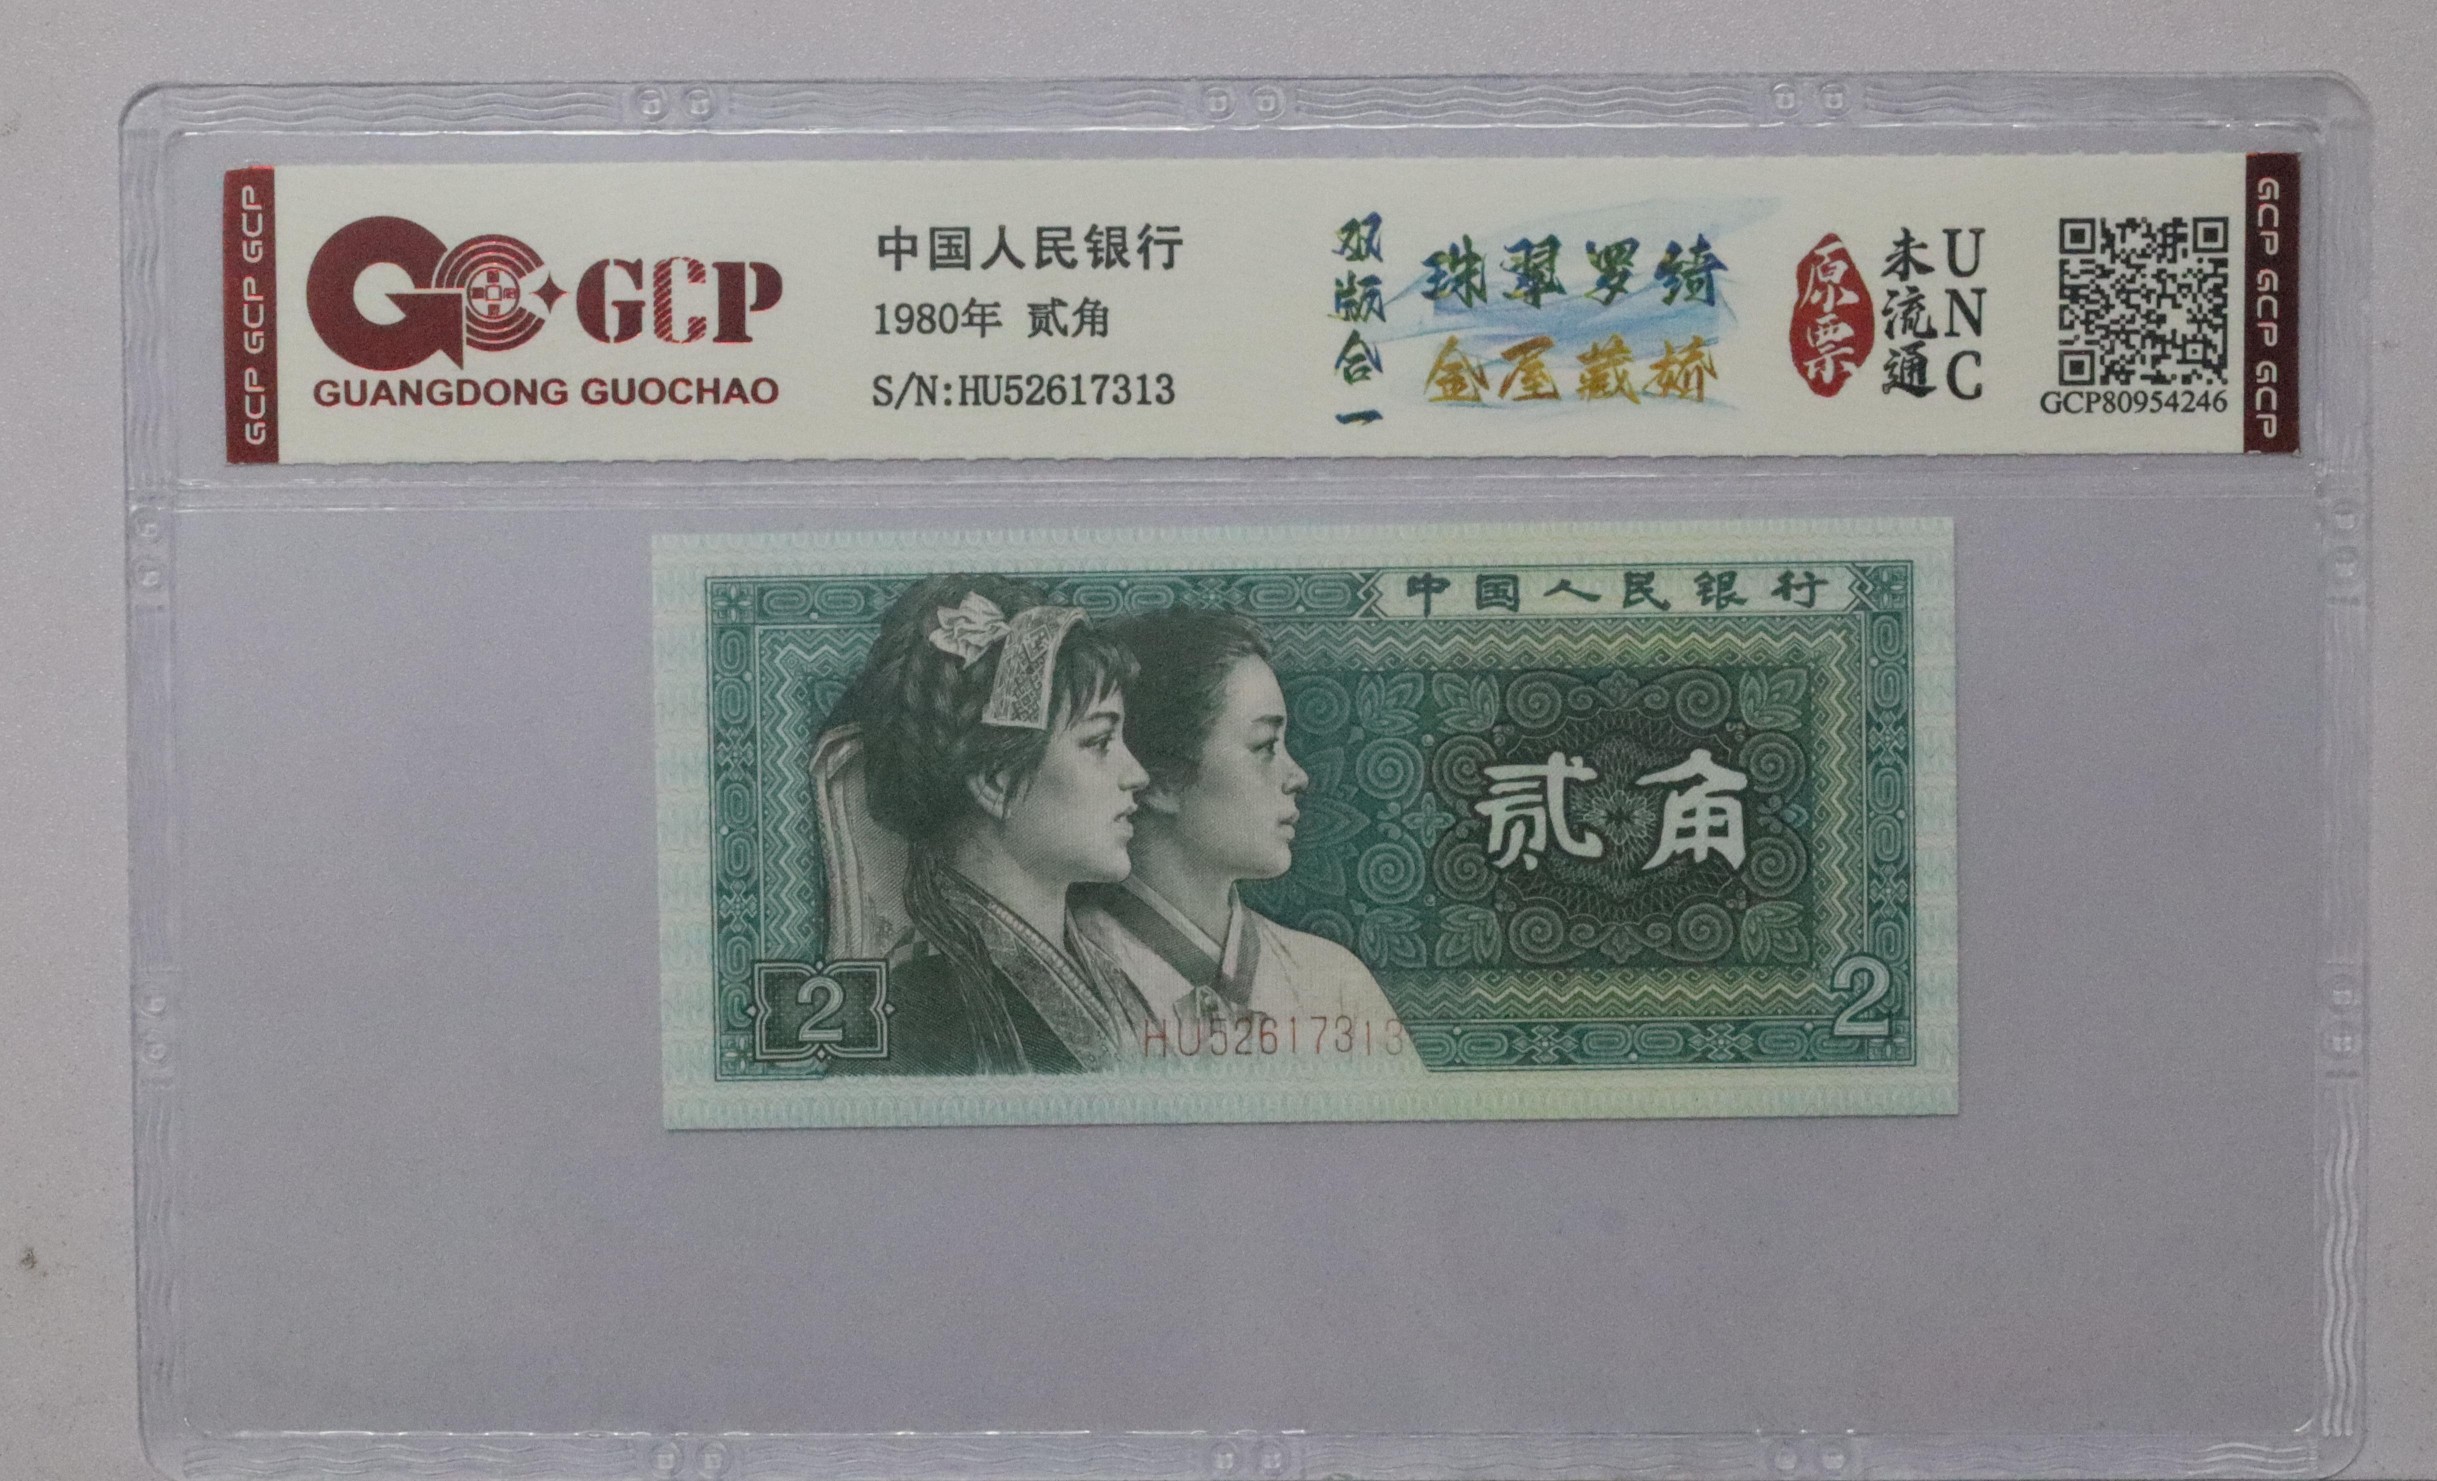 GCP GCP GCP
GCP
GUANGDONG GUOCHAO
中国人民银行
1980年 贰角
S/N:HU52617313
双版合一
珠翠罗绮
金屋藏娇
原票
未流通
UNC
GCP80954246
GCP GCP GCP
中国人民银行
贰角
2
2
HU52617313